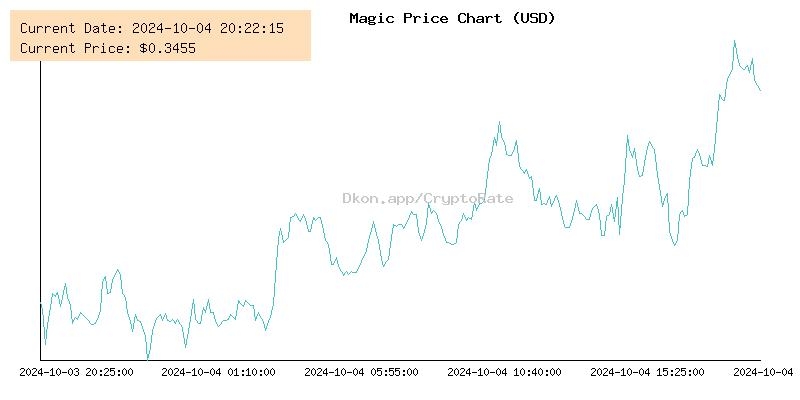 Magic Price Chart (USD)
Current Date: 2024-10-04 20:22:15
Current Price: $0.3455
Dkon.app/CryptoRate
2024-10-03 20:25:00 2024-10-04 01:10:00 2024-10-04 05:55:00 2024-10-04 10:40:00 2024-10-04 15:25:00 2024-10-04